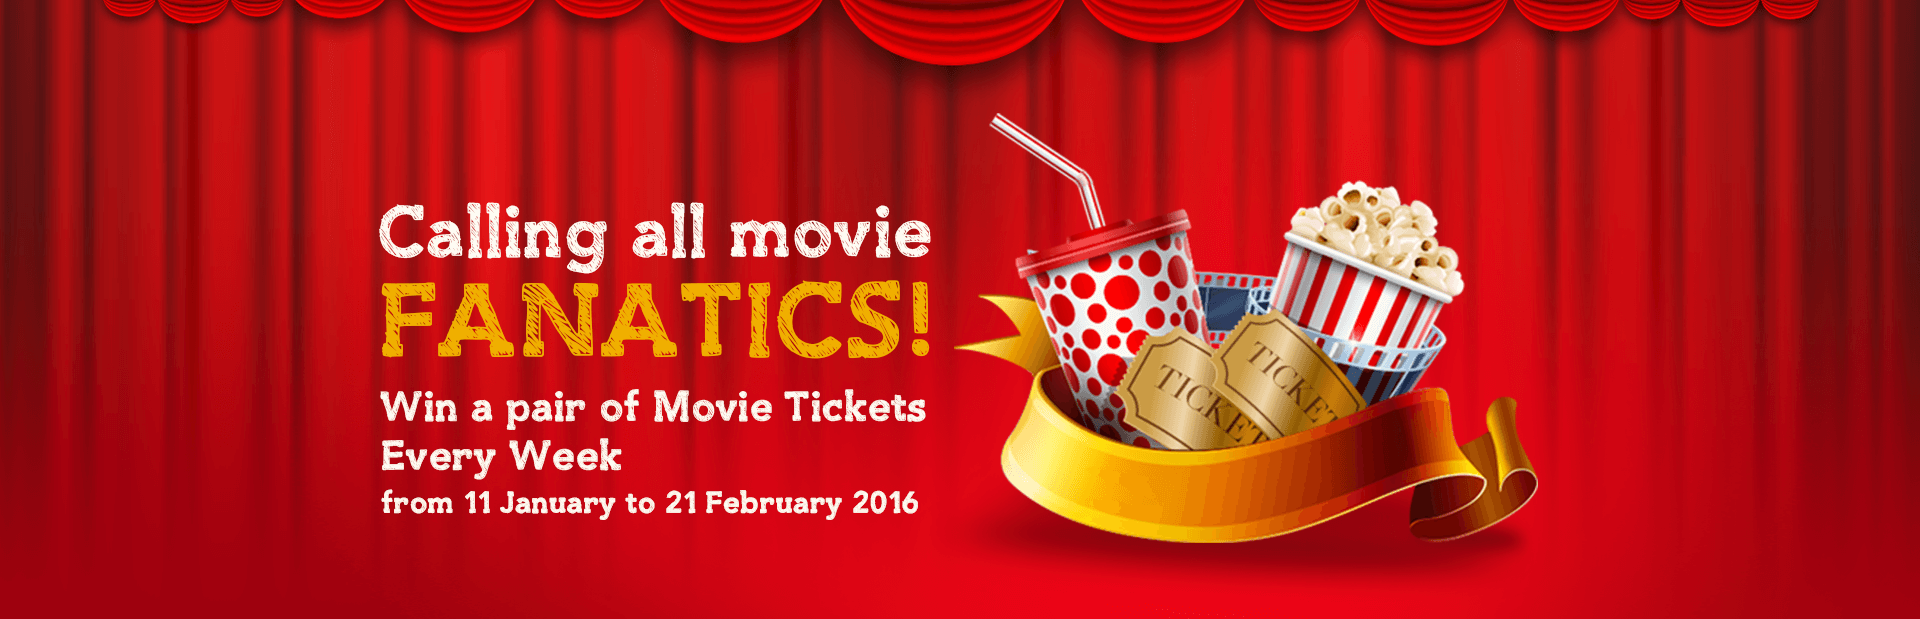 Calling all movie
FANATICS!
Win a pair of Movie Tickets
Every Week
from 11 January to 21 February 2016
TICKET
TICKET